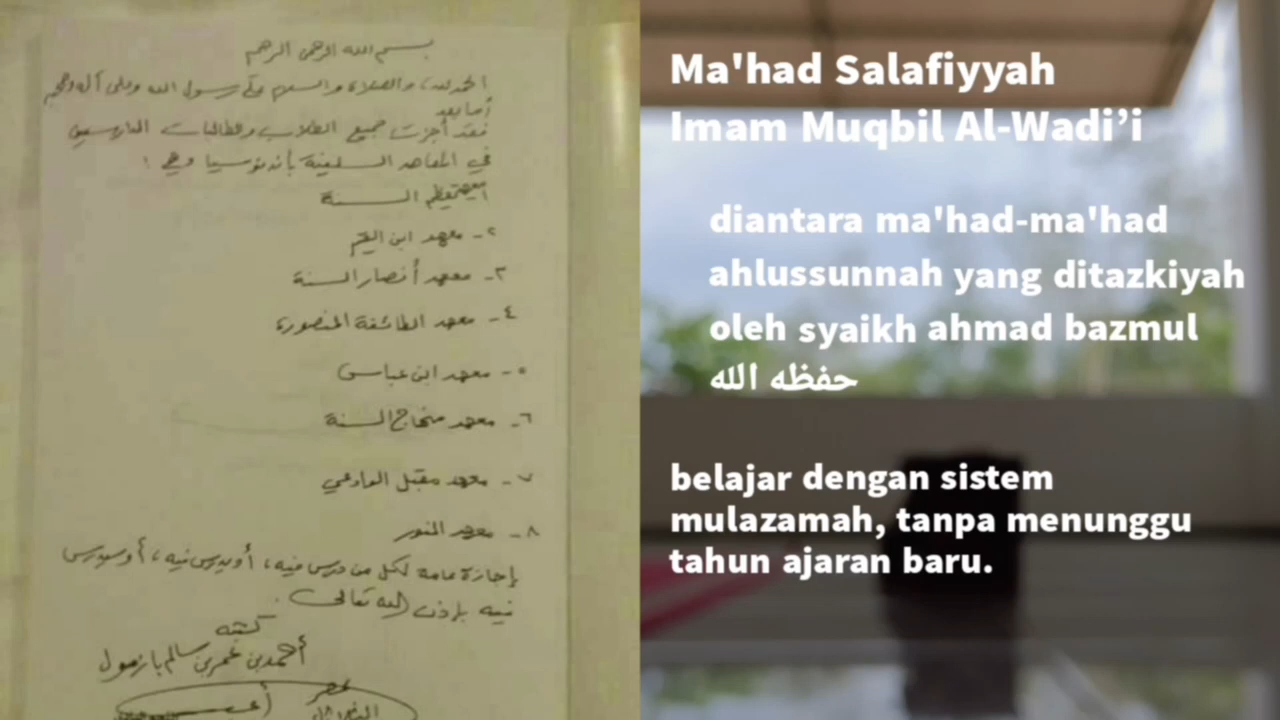 بسم الله الرحمن الرحيم
الحمد لله، والصلاة والسلام على رسول الله وعلى آله وصحبه
أما بعد
فقد أجزت جميع الطلاب والطالبات الدارسين
في المعاهد السلفية بأندونوسيا وهي :
السنة
٢- معهد ابن القيم
٣- معهد أنصار السنة
٤- معهد الطائفة المنصورة
٥- معهد ابن عباس
٦- معهد منهاج السنة
٧- معهد مقبل الوادعي
٨- معهد المنور
إجازة عامة لكل من درس فيه، أو يدرس فيه، أو سيدرس
فيه بإذن الله تعالى.
كتبه
أحمد بن عمر بن سالم بازمول
Ma'had Salafiyyah
Imam Muqbil Al-Wadi’i
diantara ma'had-ma'had
ahlussunnah yang ditazkiyah
oleh syaikh ahmad bazmul
حفظه الله
belajar dengan sistem
mulazamah, tanpa menunggu
tahun ajaran baru.